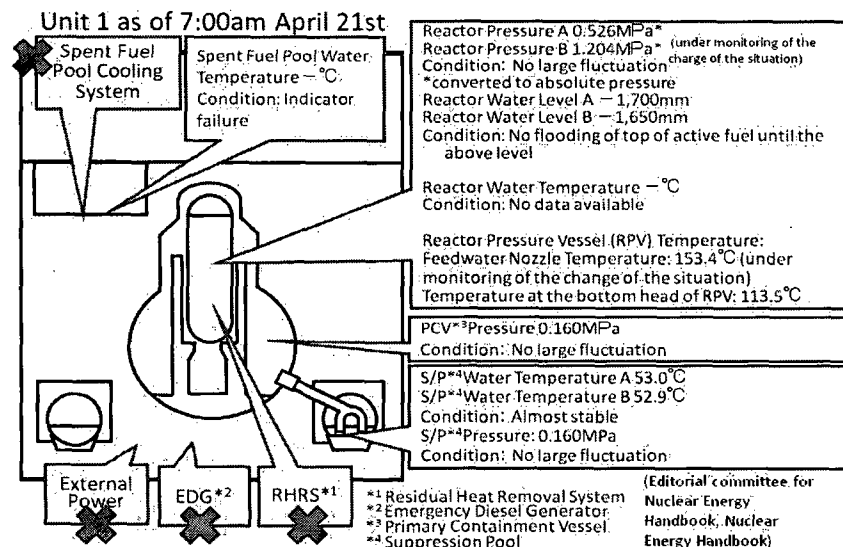 Unit 1 as of 7:00am April 21st
Spent Fuel
Pool Cooling
System
Spent Fuel Pool Water
Temperature －℃
Condition: Indicator
failure
Reactor Pressure A 0.526MPa*
Reactor Pressure B 1.204MPa* (under monitoring of the
charge of the situation)
Condition: No large fluctuation
*converted to absolute pressure
Reactor Water Level A －1,700mm
Reactor Water Level B －1,650mm
Condition: No flooding of top of active fuel until the
above level
Reactor Water Temperature －℃
Condition: No data available
Reactor Pressure Vessel (RPV) Temperature:
Feedwater Nozzle Temperature: 153.4℃ (under
monitoring of the change of the situation)
Temperature at the bottom head of RPV: 113.5℃
PCV*3 Pressure 0.160MPa
Condition: No large fluctuation
S/P*4 Water Temperature A 53.0℃
S/P*4 Water Temperature B 52.9℃
Condition: Almost stable
S/P*4 Pressure: 0.160MPa
Condition: No large fluctuation
External
Power
EDG*2
RHRS*1
*1 Residual Heat Removal System
*2 Emergency Diesel Generator
*3 Primary Containment Vessel
*4 Suppression Pool
(Editorial committee for
Nuclear Energy
Handbook, Nuclear
Energy Handbook)